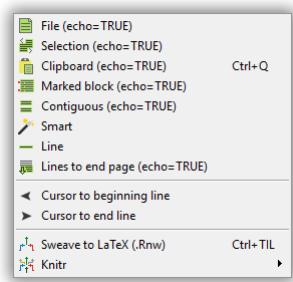 File (echo=TRUE)
Selection (echo=TRUE)
Clipboard (echo=TRUE) Ctrl+Q
Marked block (echo=TRUE)
Contiguous (echo=TRUE)
Smart
Line
Lines to end page (echo=TRUE)
Cursor to beginning line
Cursor to end line
Sweave to LaTeX (.Rnw) Ctrl+TIL
Knitr